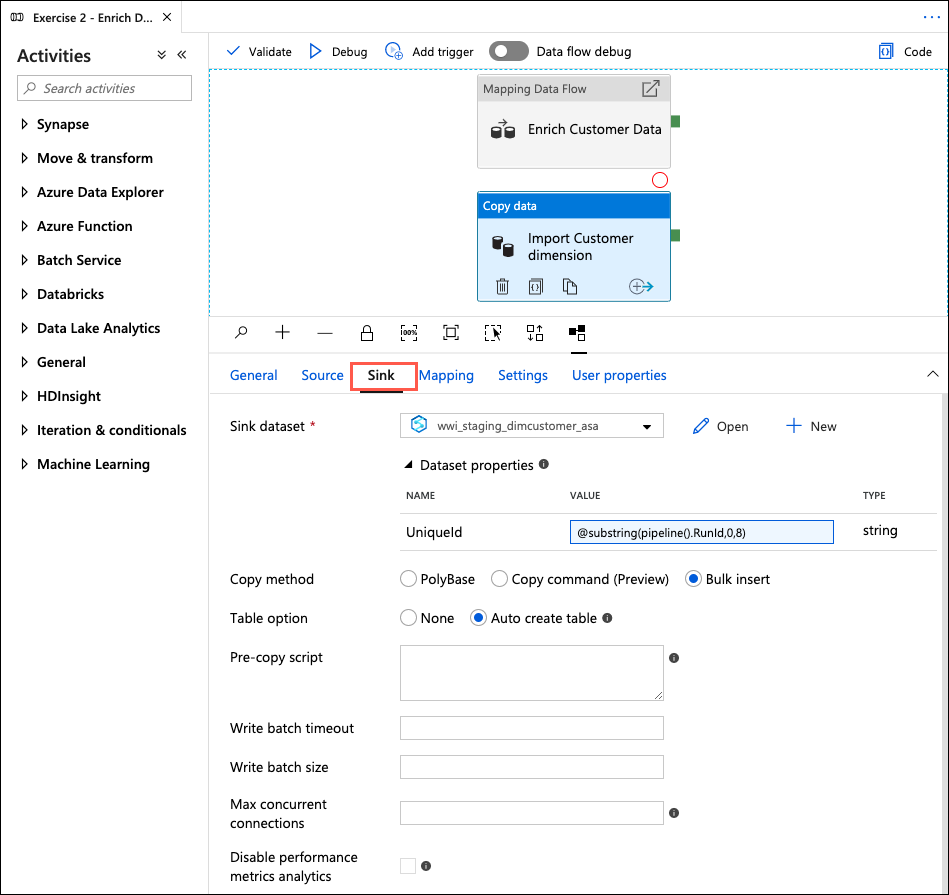 Exercise 2 - Enrich D...
Activities
Search activities
Synapse
Move & transform
Azure Data Explorer
Azure Function
Batch Service
Databricks
Data Lake Analytics
General
HDInsight
Iteration & conditionals
Machine Learning
Validate Debug Add trigger Data flow debug Code
Mapping Data Flow
Enrich Customer Data
Copy data
Import Customer
dimension
100%
General Source Sink Mapping Settings User properties
Sink dataset * wwi_staging_dimcustomer_asa Open New
Dataset properties
NAME VALUE TYPE
UniqueId @substring(pipeline().RunId,0,8) string
Copy method PolyBase Copy command (Preview) Bulk insert
Table option None Auto create table
Pre-copy script
Write batch timeout
Write batch size
Max concurrent
connections
Disable performance
metrics analytics